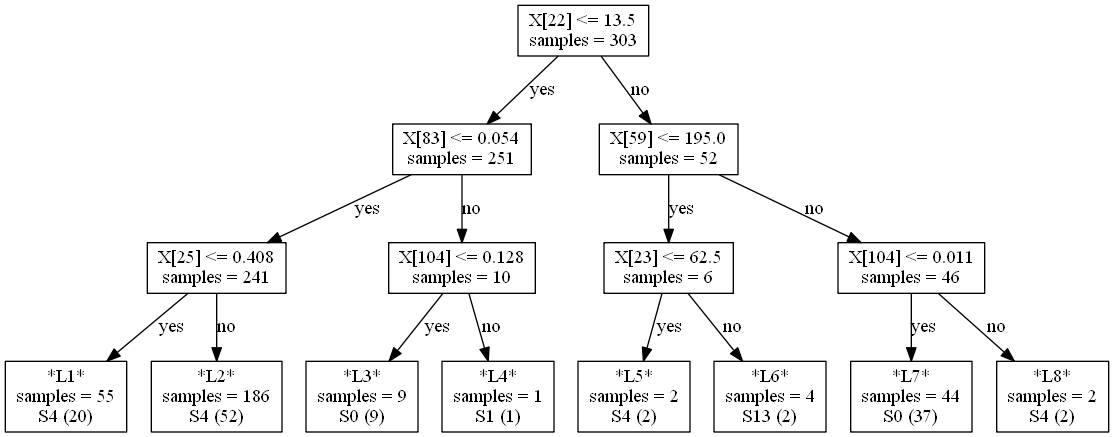 X[22] <= 13.5
samples = 303
yes
no
X[83] <= 0.054
samples = 251
X[59] <= 195.0
samples = 52
yes
no
yes
no
X[25] <= 0.408
samples = 241
X[104] <= 0.128
samples = 10
X[23] <= 62.5
samples = 6
X[104] <= 0.011
samples = 46
yes
no
yes
no
yes
no
yes
no
*L1*
samples = 55
S4 (20)
*L2*
samples = 186
S4 (52)
*L3*
samples = 9
S0 (9)
*L4*
samples = 1
S1 (1)
*L5*
samples = 2
S4 (2)
*L6*
samples = 4
S13 (2)
*L7*
samples = 44
S0 (37)
*L8*
samples = 2
S4 (2)